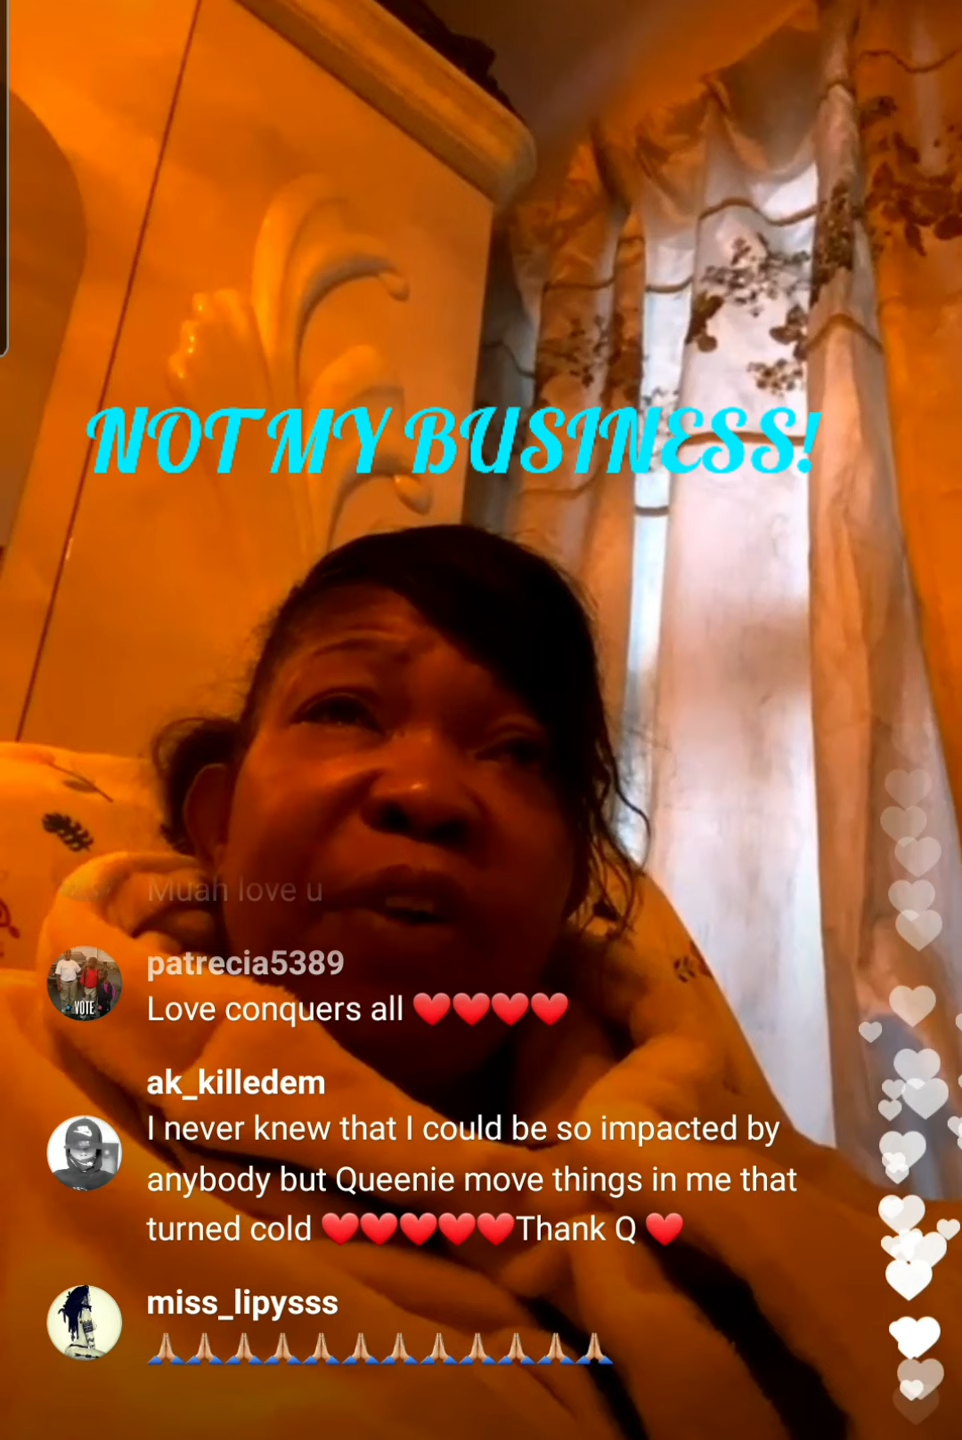 NOT MY BUSINESS!
Muah love u
patrecia5389
VOTE
Love conquers all ❤️❤️❤️❤️
ak_killedem
I never knew that I could be so impacted by
anybody but Queenie move things in me that
turned cold ❤️❤️❤️❤️❤️Thank Q ❤️
miss_lipysss
🙏🏼🙏🏼🙏🏼🙏🏼🙏🏼🙏🏼🙏🏼🙏🏼🙏🏼🙏🏼🙏🏼🙏🏼